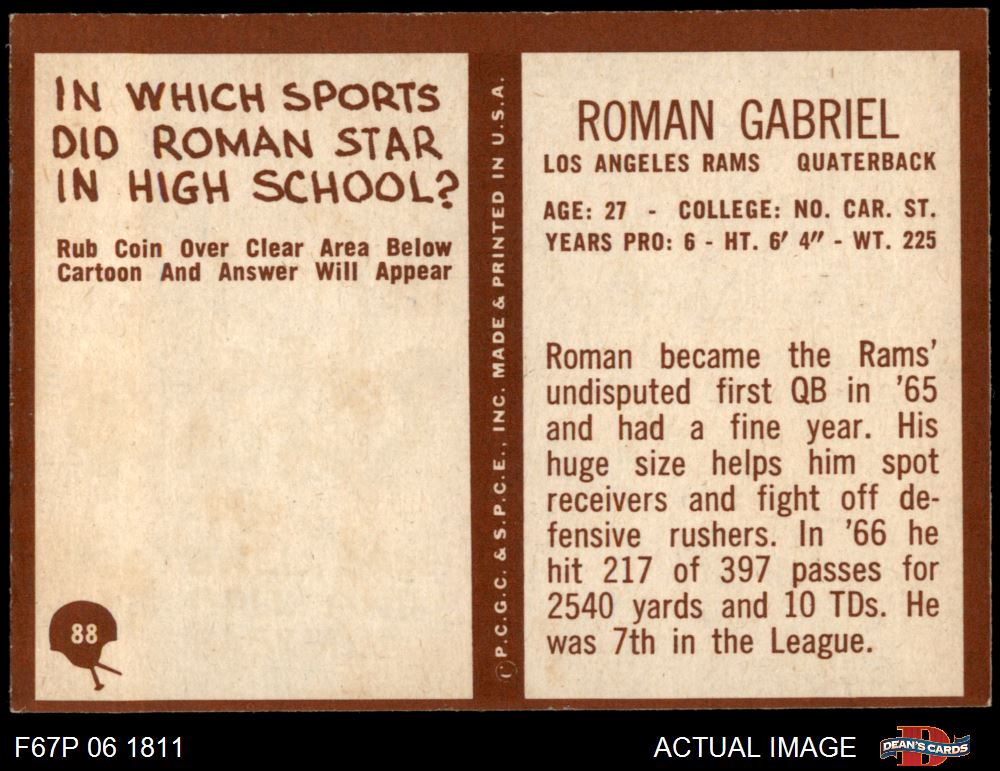 IN WHICH SPORTS
DID ROMAN STAR
IN HIGH SCHOOL?
Rub Coin Over Clear Area Below
Cartoon And Answer Will Appear
88
©P.C.G.C. & S.P.C.E., INC. MADE & PRINTED IN U.S.A.
ROMAN GABRIEL
LOS ANGELES RAMS QUATERBACK
AGE: 27 - COLLEGE: NO. CAR. ST.
YEARS PRO: 6 - HT. 6' 4" - WT. 225
Roman became the Rams'
undisputed first QB in '65
and had a fine year. His
huge size helps him spot
receivers and fight off de-
fensive rushers. In '66 he
hit 217 of 397 passes for
2540 yards and 10 TDs. He
was 7th in the League.
F67P 06 1811
ACTUAL IMAGE
DEAN'S CARDS